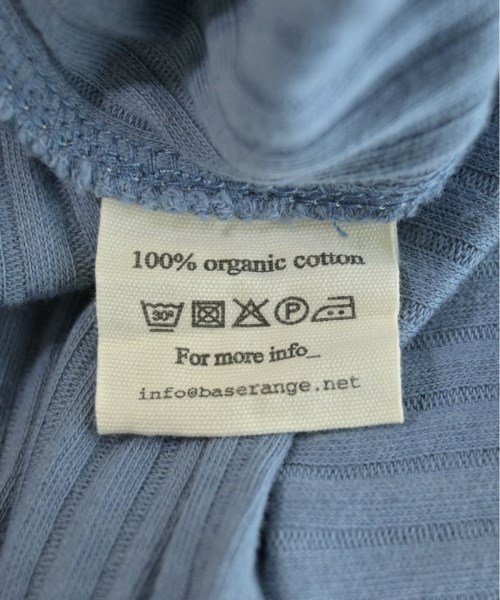 100% organic cotton
30° P
For more info_
info@baserange.net